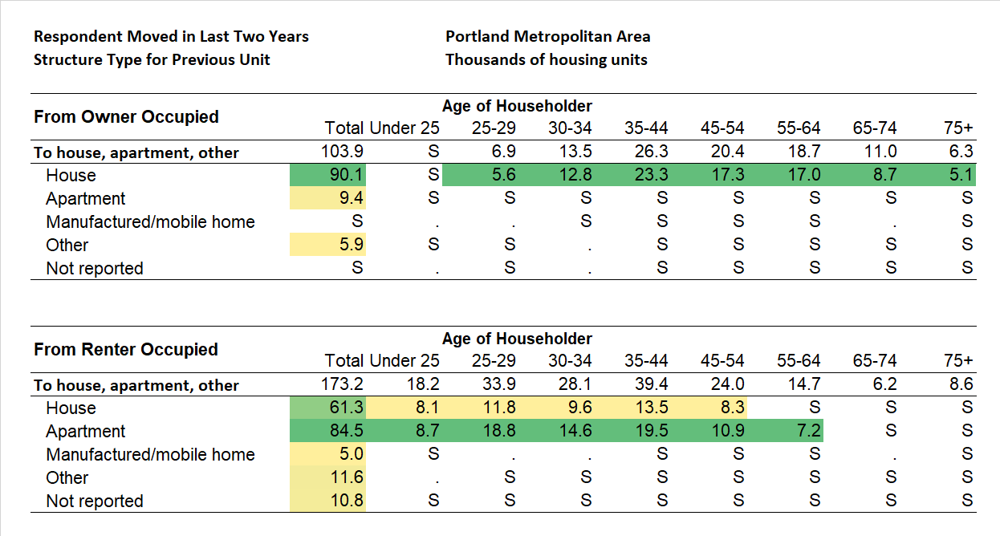 Respondent Moved in Last Two Years Portland Metropolitan Area
Structure Type for Previous Unit Thousands of housing units
Age of Householder
From Owner Occupied
Total Under 25 25-29 30-34 35-44 45-54 55-64 65-74 75+
To house, apartment, other 103.9 S 6.9 13.5 26.3 20.4 18.7 11.0 6.3
House 90.1 S 5.6 12.8 23.3 17.3 17.0 8.7 5.1
Apartment 9.4 S S S S S S S S
Manufactured/mobile home S . . S S S S . S
Other 5.9 S S . S S S S S
Not reported S . S . S S S S S
Age of Householder
From Renter Occupied
Total Under 25 25-29 30-34 35-44 45-54 55-64 65-74 75+
To house, apartment, other 173.2 18.2 33.9 28.1 39.4 24.0 14.7 6.2 8.6
House 61.3 8.1 11.8 9.6 13.5 8.3 S S S
Apartment 84.5 8.7 18.8 14.6 19.5 10.9 7.2 S S
Manufactured/mobile home 5.0 S . . S S S . S
Other 11.6 . S S S S S S S
Not reported 10.8 S S S S S S S S